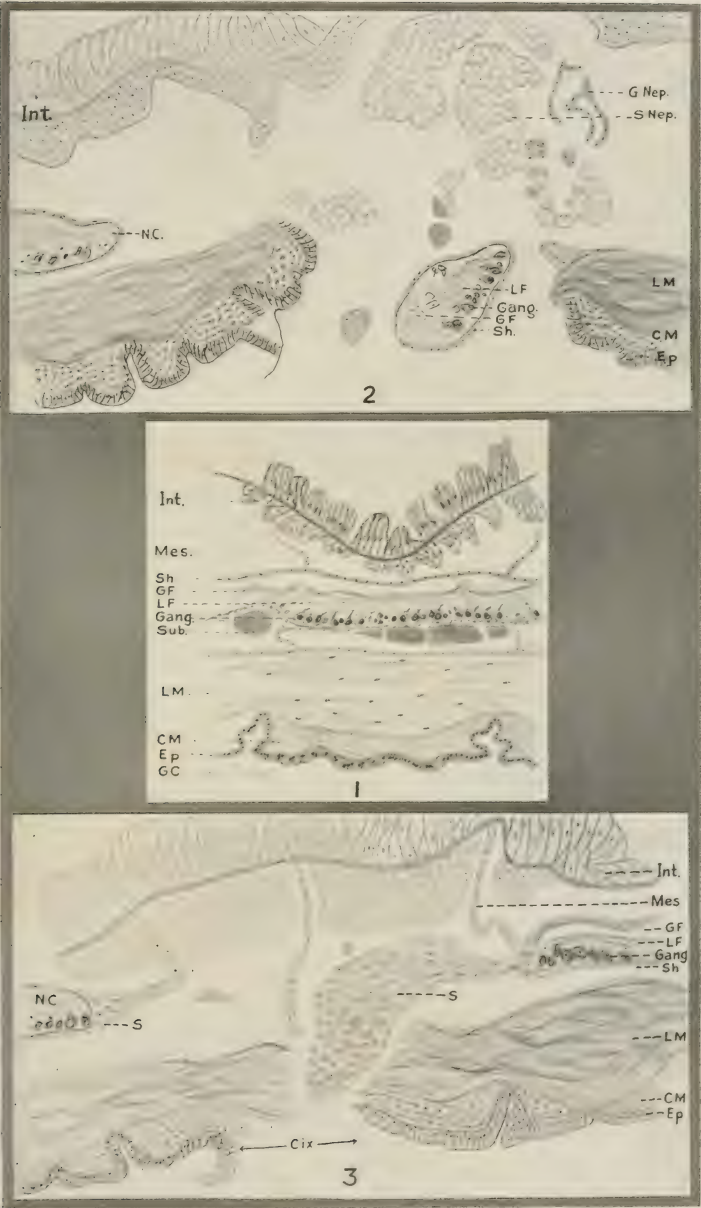 Int.
G Nep.
S Nep.
N.C.
LF
Gang.
GF
Sh.
LM
CM
Ep
2
Int.
Mes.
Sh
GF
LF
Gang.
Sub.
LM
CM
Ep
GC
1
Int.
Mes
GF
LF
Gang
Sh
NC
S
S
LM
CM
Ep
Cix
3